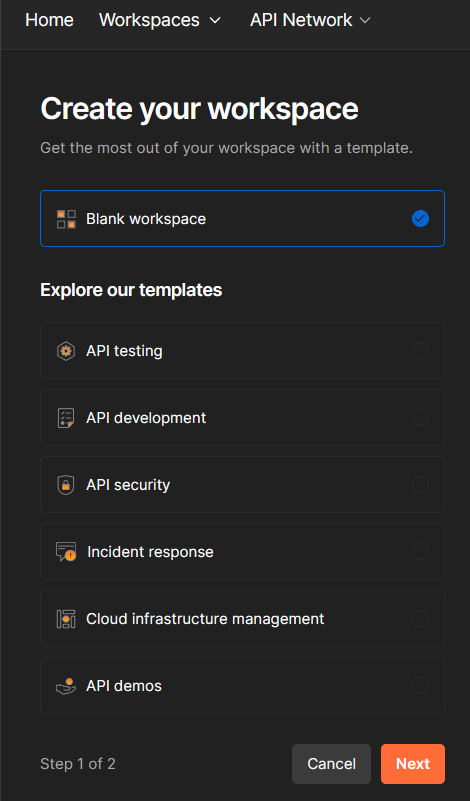 Home Workspaces API Network
Create your workspace
Get the most out of your workspace with a template.
Blank workspace
Explore our templates
API testing
API development
API security
Incident response
Cloud infrastructure management
API demos
Step 1 of 2 Cancel Next